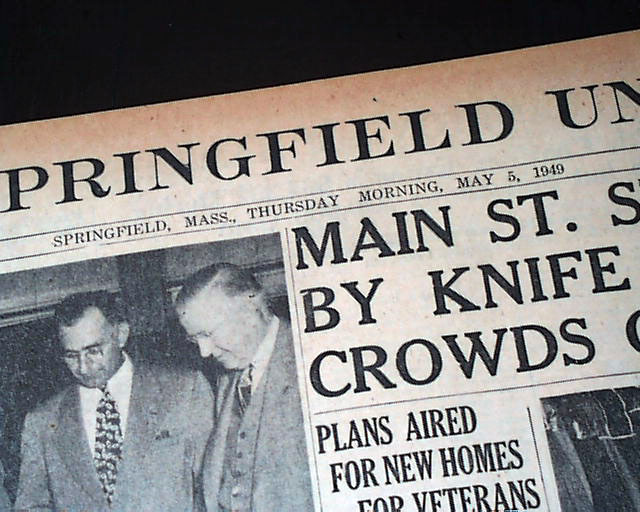 PRINGFIELD UN
SPRINGFIELD, MASS., THURSDAY MORNING, MAY 5, 1949
MAIN ST. S
BY KNIFE
CROWDS
PLANS AIRED
FOR NEW HOMES
FOR VETERANS